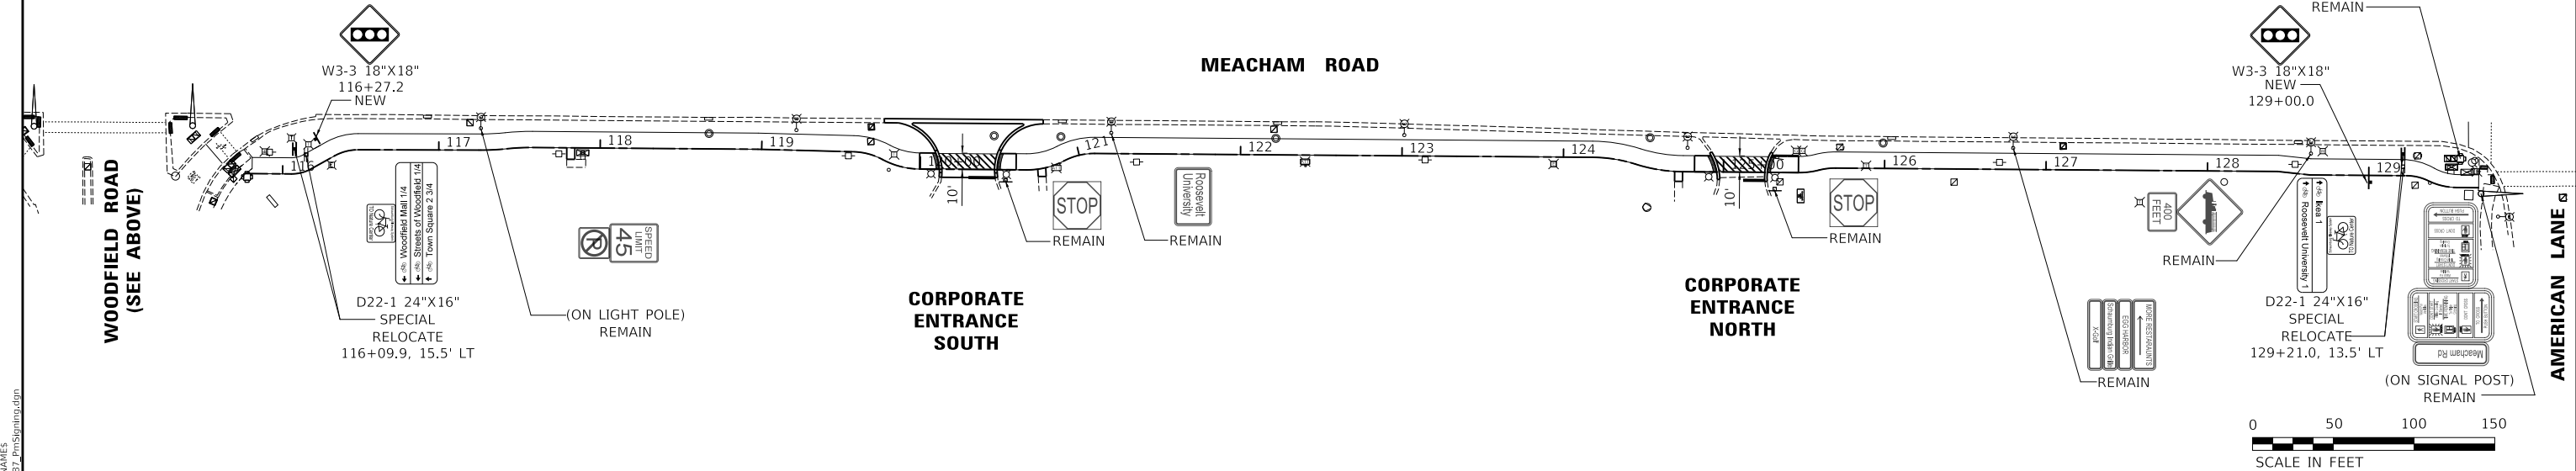 REMAIN
W3-3 18"X18"
116+27.2
NEW
MEACHAM ROAD
W3-3 18"X18"
NEW
129+00.0
WOODFIELD ROAD
(SEE ABOVE)
117
118
119
121
122
123
124
126
127
128
129
10'
10'
Woodfield Mall 1/4
Streets of Woodfield 1/4
Town Square 2 3/4
D22-1 24"X16"
SPECIAL
RELOCATE
116+09.9, 15.5' LT
SPEED
LIMIT
45
P
(ON LIGHT POLE)
REMAIN
CORPORATE
ENTRANCE
SOUTH
STOP
REMAIN
Roosevelt
University
REMAIN
CORPORATE
ENTRANCE
NORTH
STOP
REMAIN
MORE RESTARAUNTS
EGG HARBOR
Schaumburg Indian Grille
X-Golf
REMAIN
400
FEET
REMAIN
Ikea 1
Roosevelt University 1
D22-1 24"X16"
SPECIAL
RELOCATE
129+21.0, 13.5' LT
Meacham Rd
(ON SIGNAL POST)
REMAIN
AMERICAN LANE
0 50 100 150
SCALE IN FEET